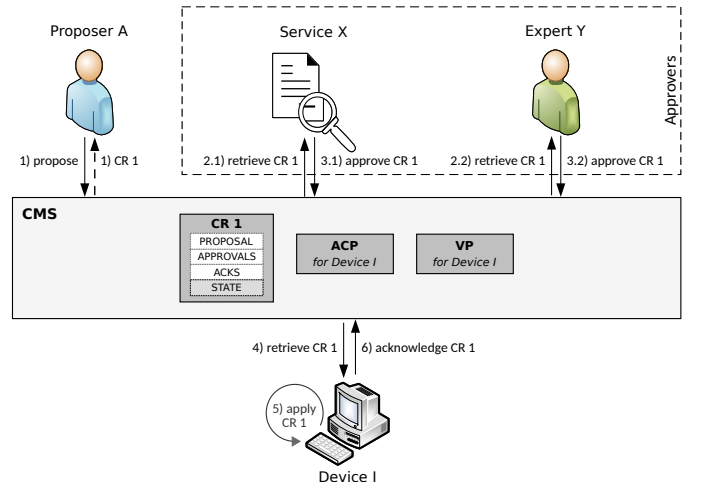 Proposer A
Service X
Expert Y
Approvers
1) propose
1) CR 1
2.1) retrieve CR 1
3.1) approve CR 1
2.2) retrieve CR 1
3.2) approve CR 1
CMS
CR 1
PROPOSAL
APPROVALS
ACKS
STATE
ACP
for Device I
VP
for Device I
4) retrieve CR 1
6) acknowledge CR 1
5) apply
CR 1
Device I